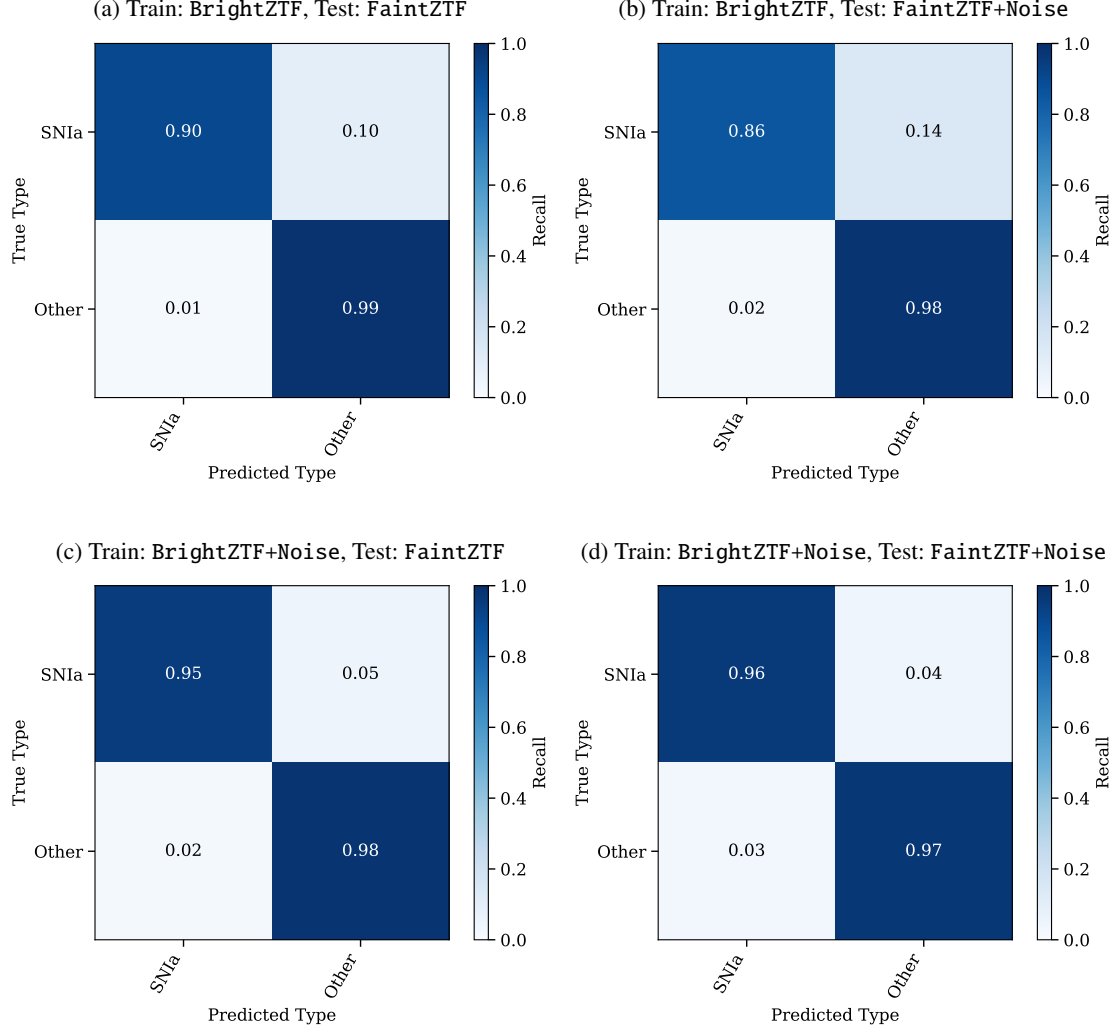 (a) Train: BrightZTF, Test: FaintZTF
SNIa
Other
True Type
0.90
0.10
0.01
0.99
SNIa
Other
Predicted Type
1.0
0.8
0.6
0.4
0.2
0.0
Recall
(b) Train: BrightZTF, Test: FaintZTF+Noise
SNIa
Other
True Type
0.86
0.14
0.02
0.98
SNIa
Other
Predicted Type
1.0
0.8
0.6
0.4
0.2
0.0
Recall
(c) Train: BrightZTF+Noise, Test: FaintZTF
SNIa
Other
True Type
0.95
0.05
0.02
0.98
SNIa
Other
Predicted Type
1.0
0.8
0.6
0.4
0.2
0.0
Recall
(d) Train: BrightZTF+Noise, Test: FaintZTF+Noise
SNIa
Other
True Type
0.96
0.04
0.03
0.97
SNIa
Other
Predicted Type
1.0
0.8
0.6
0.4
0.2
0.0
Recall